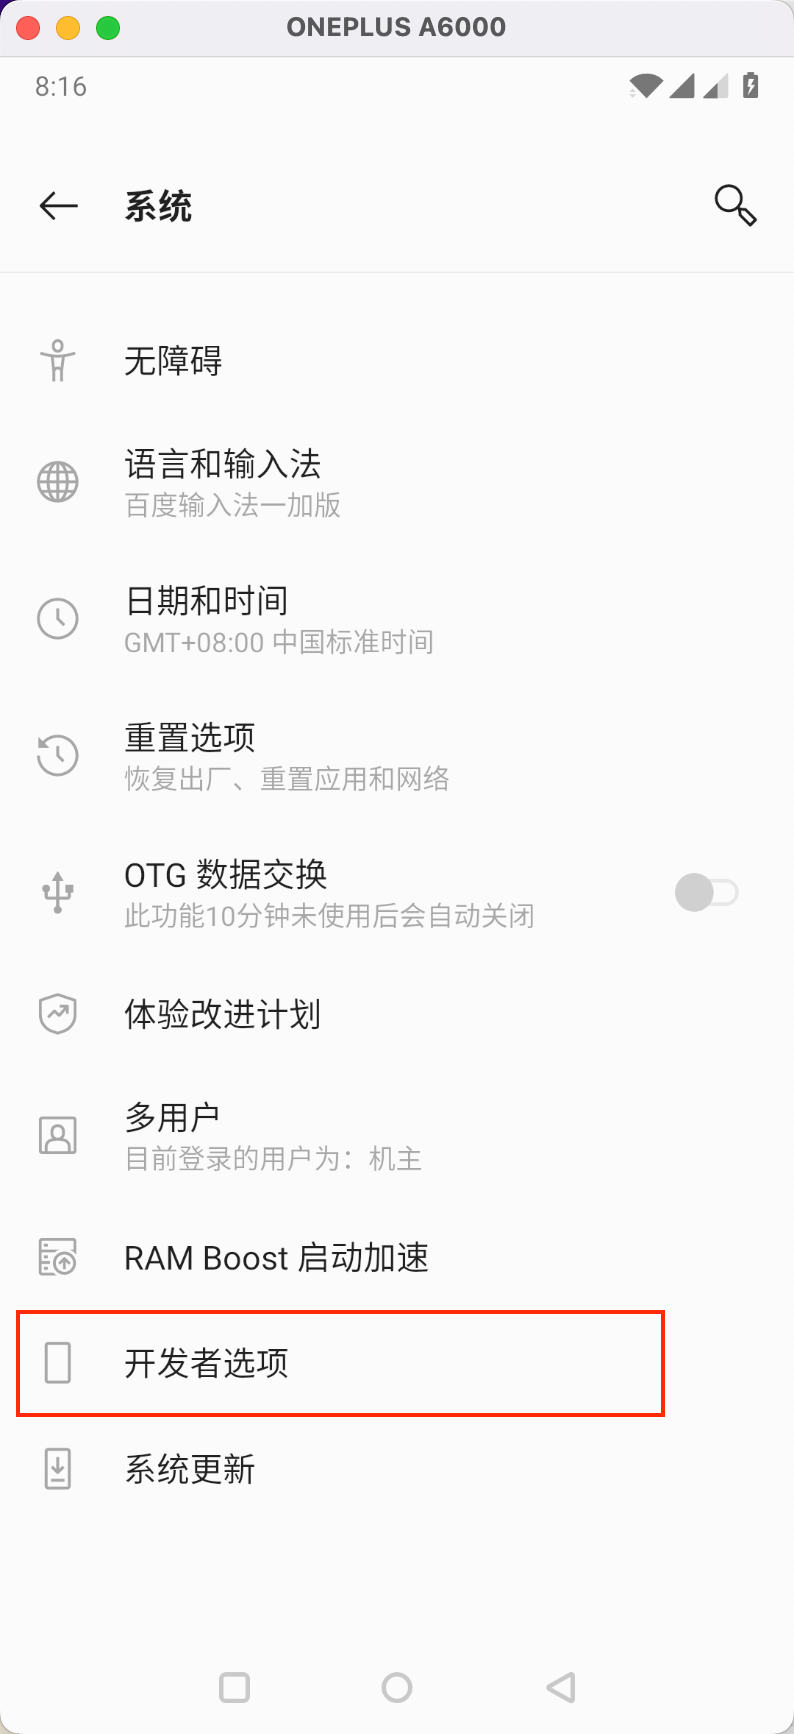 ONEPLUS A6000
8:16
系统
无障碍
语言和输入法
百度输入法一加版
日期和时间
GMT+08:00 中国标准时间
重置选项
恢复出厂、重置应用和网络
OTG 数据交换
此功能10分钟未使用后会自动关闭
体验改进计划
多用户
目前登录的用户为：机主
RAM Boost 启动加速
开发者选项
系统更新